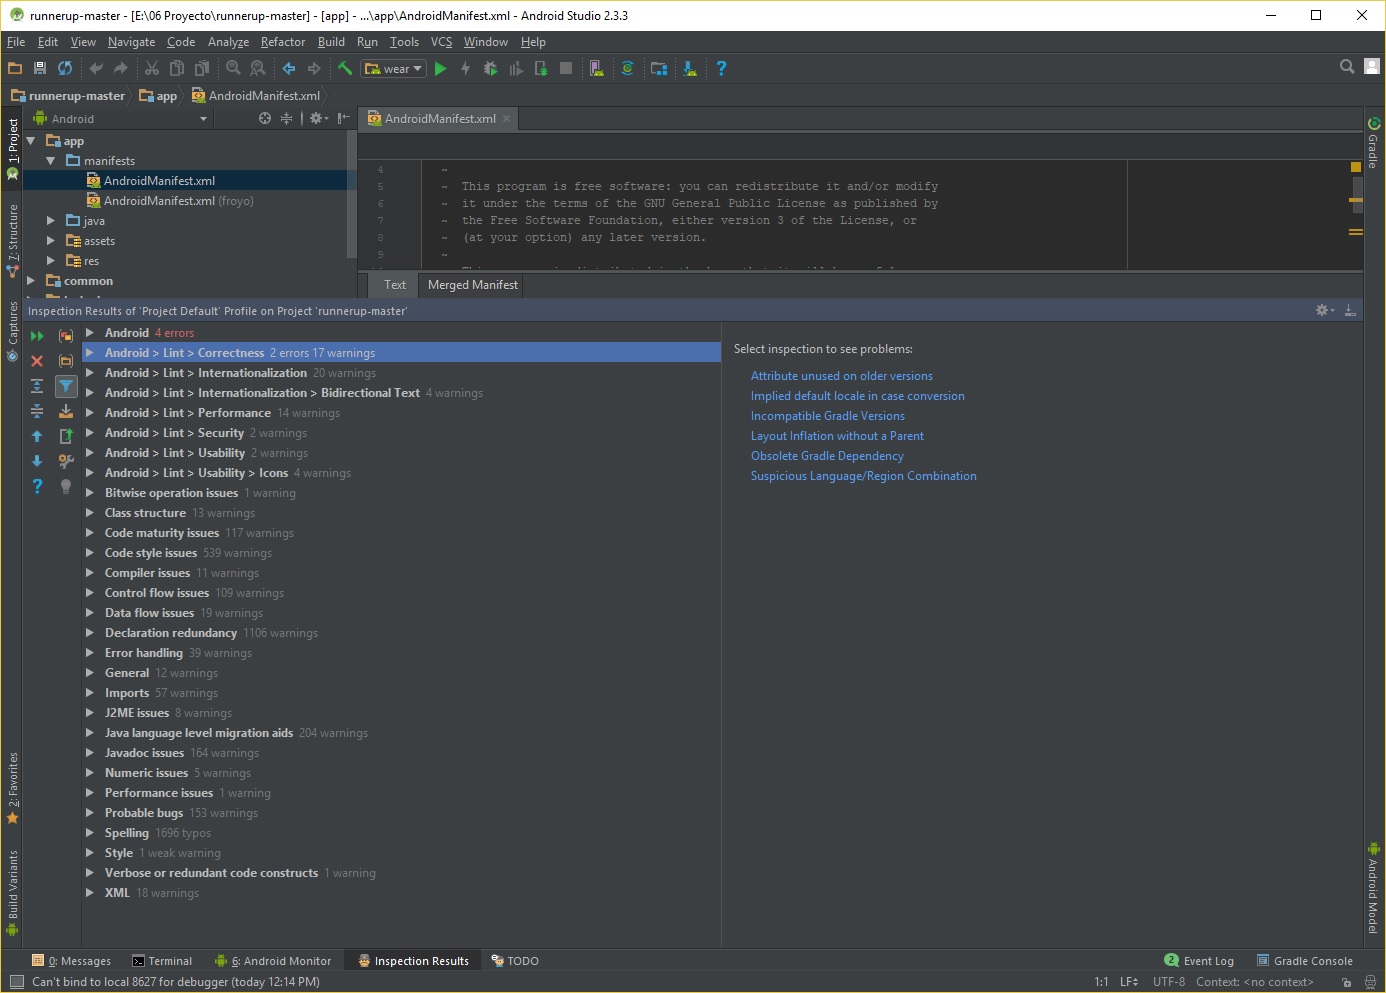 runnerup-master - [E:\06 Proyecto\runnerup-master] - [app] - ...\app\AndroidManifest.xml - Android Studio 2.3.3
File Edit View Navigate Code Analyze Refactor Build Run Tools VCS Window Help
wear
runnerup-master app AndroidManifest.xml
Android
AndroidManifest.xml
1: Project
7: Structure
Captures
2: Favorites
Build Variants
Gradle
Android Model
app
manifests
AndroidManifest.xml
AndroidManifest.xml (froyo)
java
assets
res
common
4 ~
5 ~ This program is free software: you can redistribute it and/or modify
6 ~ it under the terms of the GNU General Public License as published by
7 ~ the Free Software Foundation, either version 3 of the License, or
8 ~ (at your option) any later version.
9 ~
Text Merged Manifest
Inspection Results of 'Project Default' Profile on Project 'runnerup-master'
Android 4 errors
Android > Lint > Correctness 2 errors 17 warnings
Android > Lint > Internationalization 20 warnings
Android > Lint > Internationalization > Bidirectional Text 4 warnings
Android > Lint > Performance 14 warnings
Android > Lint > Security 2 warnings
Android > Lint > Usability 2 warnings
Android > Lint > Usability > Icons 4 warnings
Bitwise operation issues 1 warning
Class structure 13 warnings
Code maturity issues 117 warnings
Code style issues 539 warnings
Compiler issues 11 warnings
Control flow issues 109 warnings
Data flow issues 19 warnings
Declaration redundancy 1106 warnings
Error handling 39 warnings
General 12 warnings
Imports 57 warnings
J2ME issues 8 warnings
Java language level migration aids 204 warnings
Javadoc issues 164 warnings
Numeric issues 5 warnings
Performance issues 1 warning
Probable bugs 153 warnings
Spelling 1696 typos
Style 1 weak warning
Verbose or redundant code constructs 1 warning
XML 18 warnings
Select inspection to see problems:
Attribute unused on older versions
Implied default locale in case conversion
Incompatible Gradle Versions
Layout Inflation without a Parent
Obsolete Gradle Dependency
Suspicious Language/Region Combination
0: Messages Terminal 6: Android Monitor Inspection Results TODO 2 Event Log Gradle Console
Can't bind to local 8627 for debugger (today 12:14 PM) 1:1 LF UTF-8 Context: <no context>